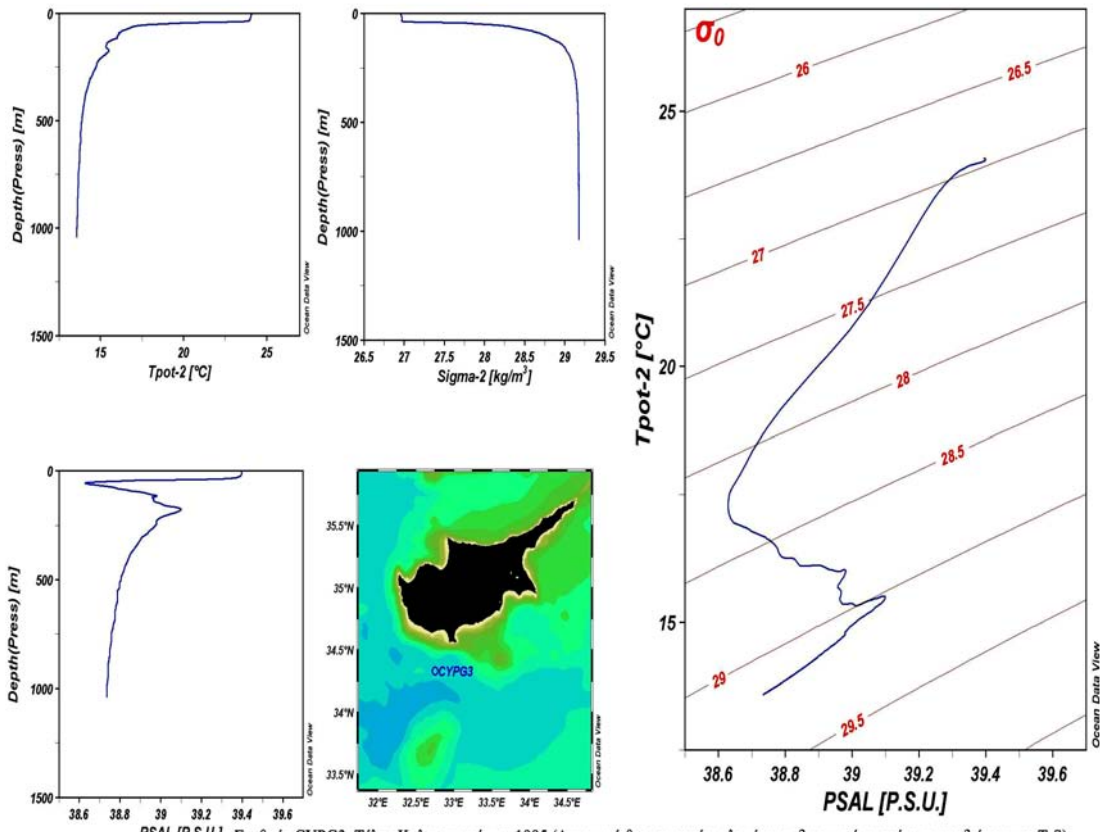 0
500
1000
1500
Depth(Press) [m]
15
20
25
Tpot-2 [°C]
Ocean Data View
0
500
1000
1500
Depth(Press) [m]
26.5
27
27.5
28
28.5
29
29.5
Sigma-2 [kg/m³]
Ocean Data View
σ0
26
26.5
27
27.5
28
28.5
29
29.5
25
20
15
Tpot-2 [°C]
38.6
38.8
39
39.2
39.4
39.6
PSAL [P.S.U.]
Ocean Data View
0
500
1000
1500
Depth(Press) [m]
38.6
38.8
39
39.2
39.4
39.6
PSAL [P.S.U.]
Ocean Data View
35.5°N
35°N
34.5°N
34°N
33.5°N
OCYPG3
32°E
32.5°E
33°E
33.5°E
34°E
34.5°E
Ocean Data View
CYPG3
1995
T-S